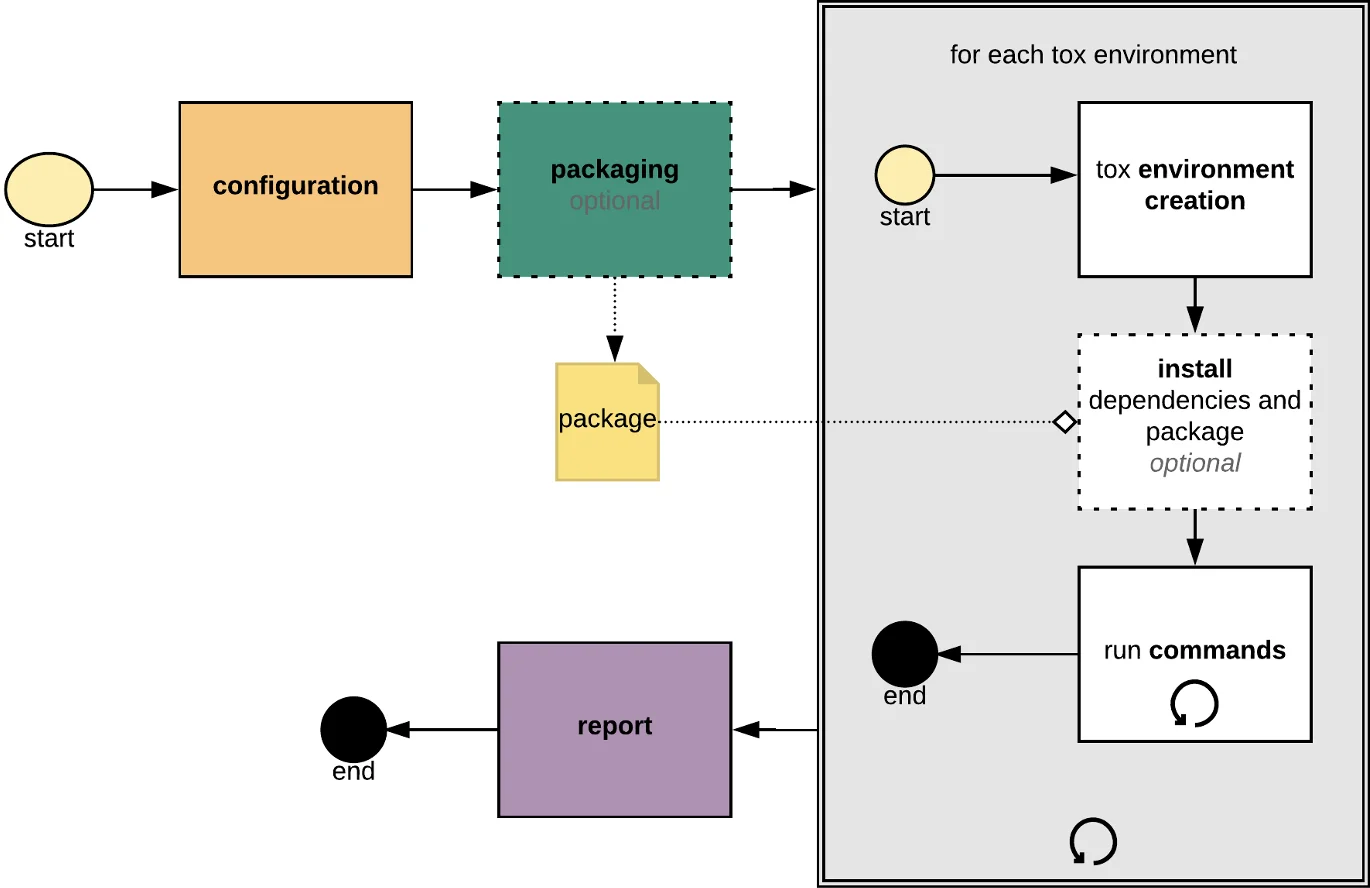 start
configuration
packaging
optional
package
for each tox environment
start
tox environment
creation
install
dependencies and
package
optional
run commands
end
report
end